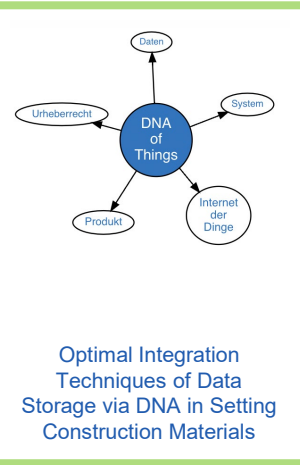 Daten
System
Urheberrecht
DNA
of
Things
Internet
der
Dinge
Produkt
Optimal Integration
Techniques of Data
Storage via DNA in Setting
Construction Materials